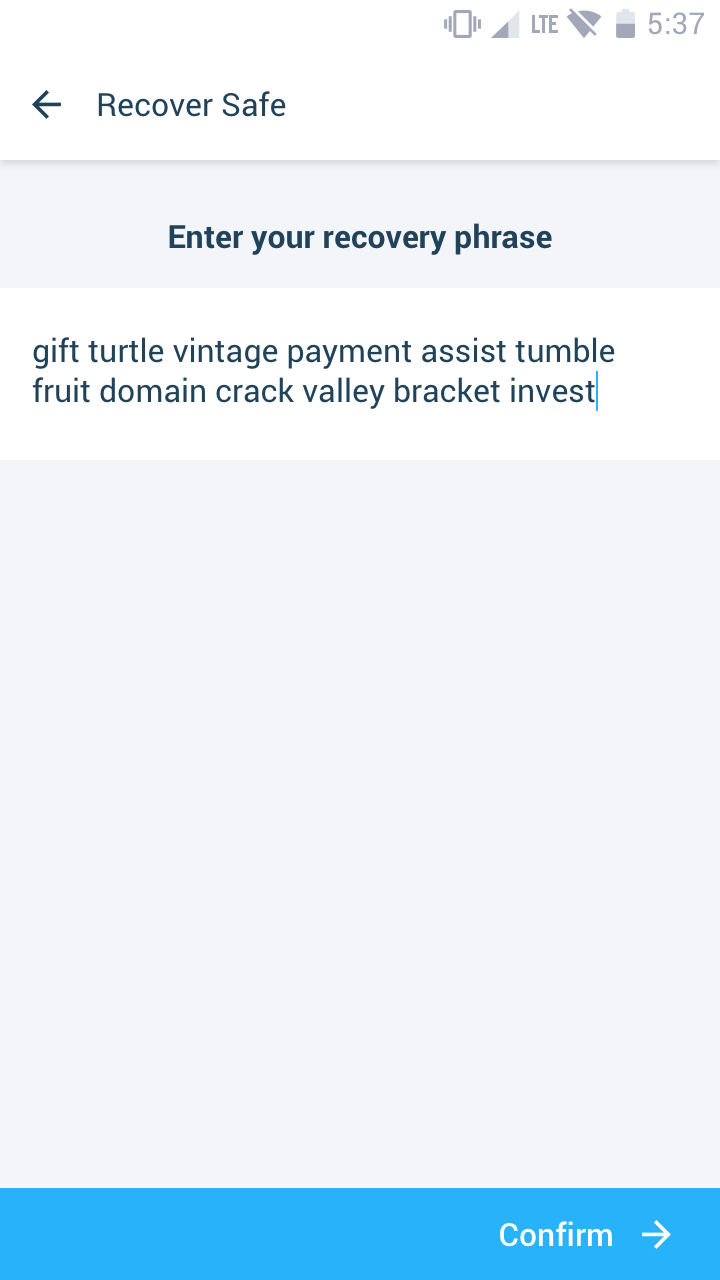 LTE 5:37
Recover Safe
Enter your recovery phrase
gift turtle vintage payment assist tumble
fruit domain crack valley bracket invest
Confirm